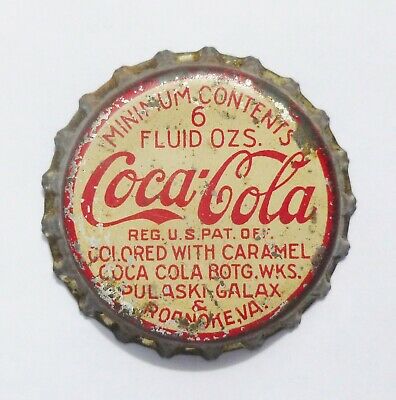 MINIMUM CONTENTS
6
FLUID OZS.
Coca-Cola
REG. U.S. PAT. OFF.
COLORED WITH CARAMEL
COCA COLA BOTG. WKS.
PULASKI-GALAX
&
ROANOKE, VA.